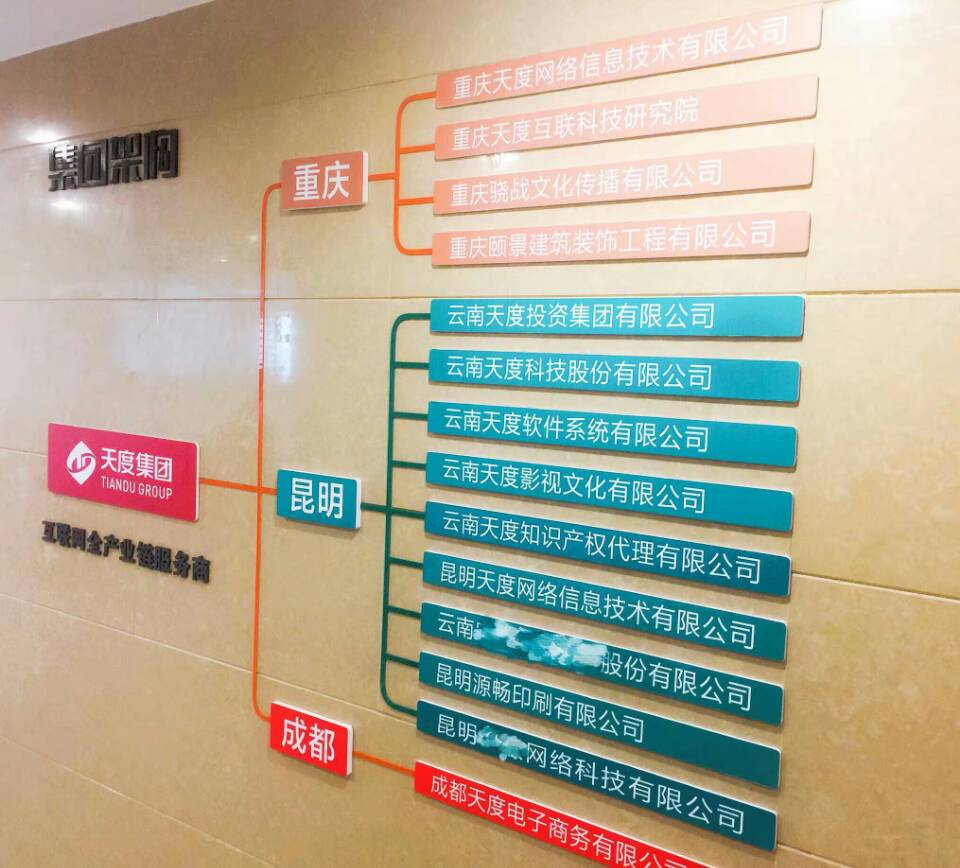 集团架构
天度集团
TIANDU GROUP
互联网全产业链服务商
重庆
重庆天度网络信息技术有限公司
重庆天度互联科技研究院
重庆骁战文化传播有限公司
重庆颐景建筑装饰工程有限公司
昆明
云南天度投资集团有限公司
云南天度科技股份有限公司
云南天度软件系统有限公司
云南天度影视文化有限公司
云南天度知识产权代理有限公司
昆明天度网络信息技术有限公司
云南 股份有限公司
昆明源畅印刷有限公司
昆明 网络科技有限公司
成都
成都天度电子商务有限公司